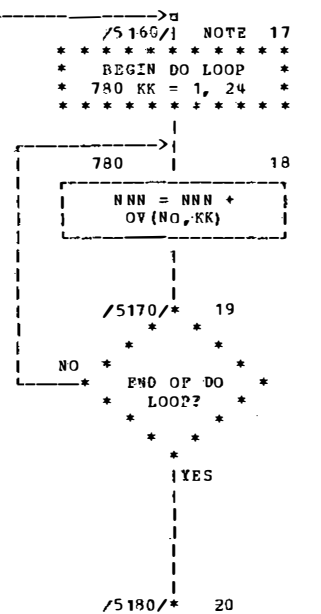 /5160/ NOTE 17
BEGIN DO LOOP
780 KK = 1, 24
780 18
NNN = NNN +
OV(NO,KK)
/5170/* 19
NO
END OF DO
LOOP?
YES
/5180/* 20